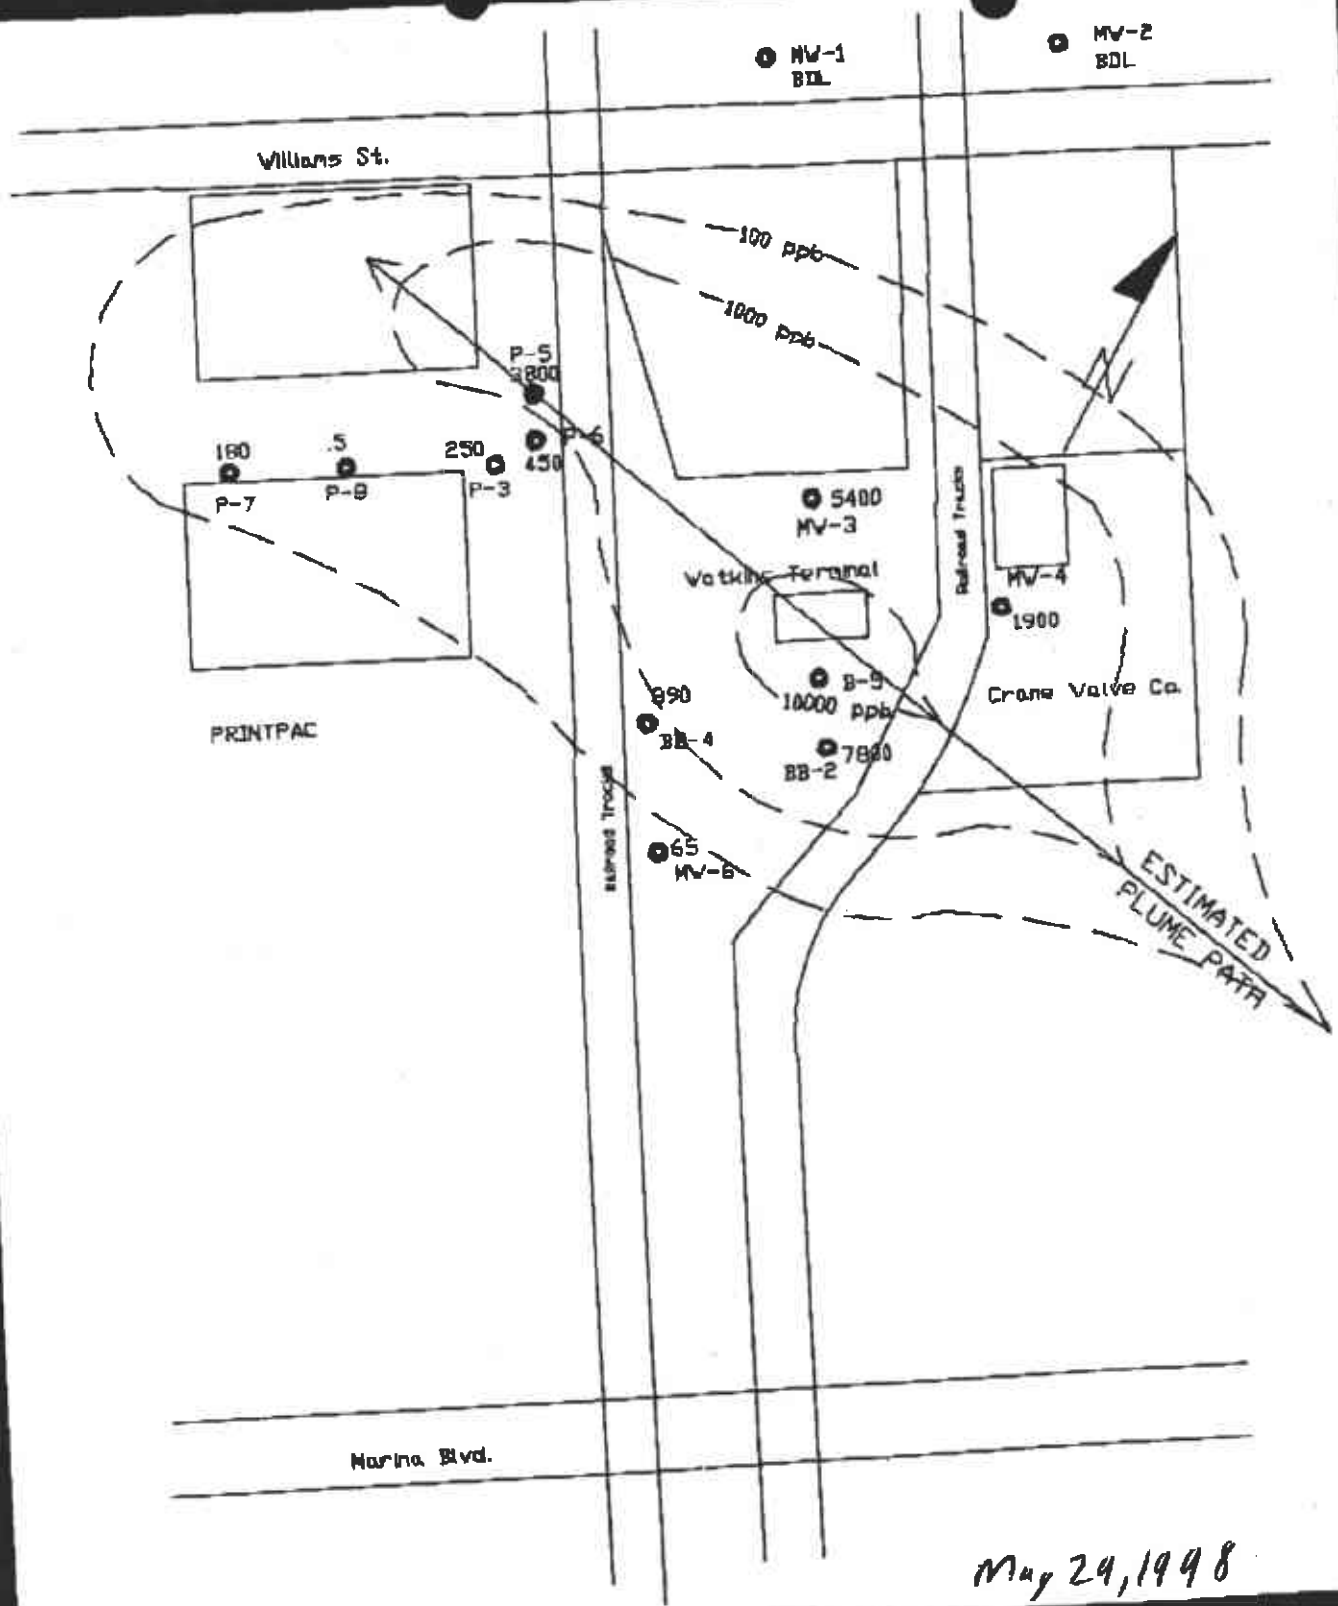 MW-1
BDL
MW-2
BDL
Williams St.
100 ppb
1000 ppb
P-5
P-6
450
250
P-3
180
P-7
.5
P-8
5400
MW-3
Watkins Terminal
Railroad Tracks
MW-4
1900
Crane Valve Co.
B-5
10000 ppb
890
BB-4
BB-2
PRINTPAC
Railroad Tracks
65
MW-6
ESTIMATED
PLUME PATH
N
Marina Blvd.
May 29, 1998